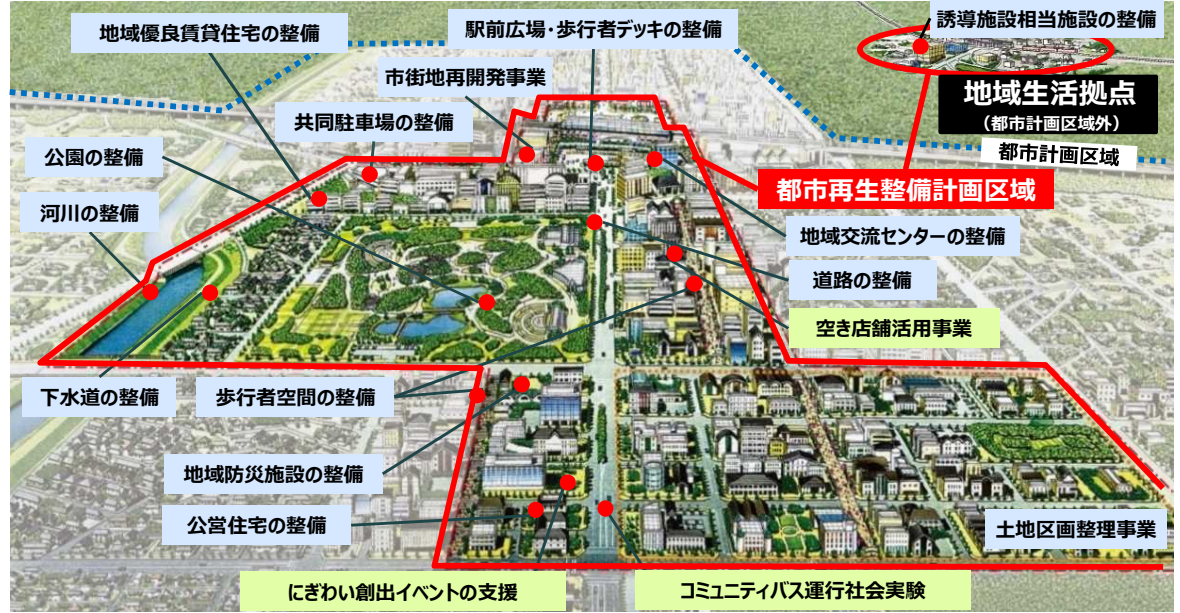 誘導施設相当施設の整備
地域優良賃貸住宅の整備
駅前広場・歩行者デッキの整備
市街地再開発事業
地域生活拠点
（都市計画区域外）
共同駐車場の整備
都市計画区域
公園の整備
都市再生整備計画区域
河川の整備
地域交流センターの整備
道路の整備
空き店舗活用事業
下水道の整備
歩行者空間の整備
地域防災施設の整備
公営住宅の整備
土地区画整理事業
にぎわい創出イベントの支援
コミュニティバス運行社会実験